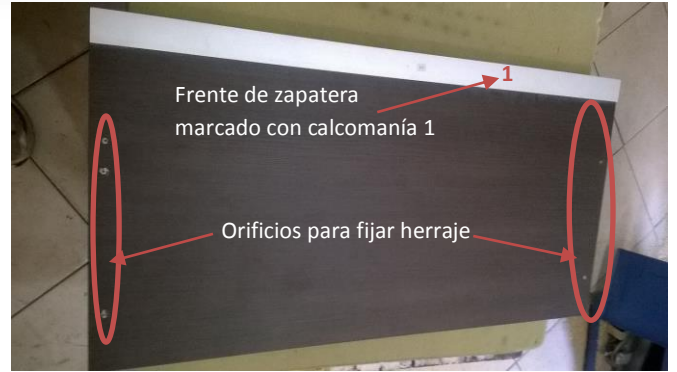 1
Frente de zapatera
marcado con calcomanía 1
Orificios para fijar herraje